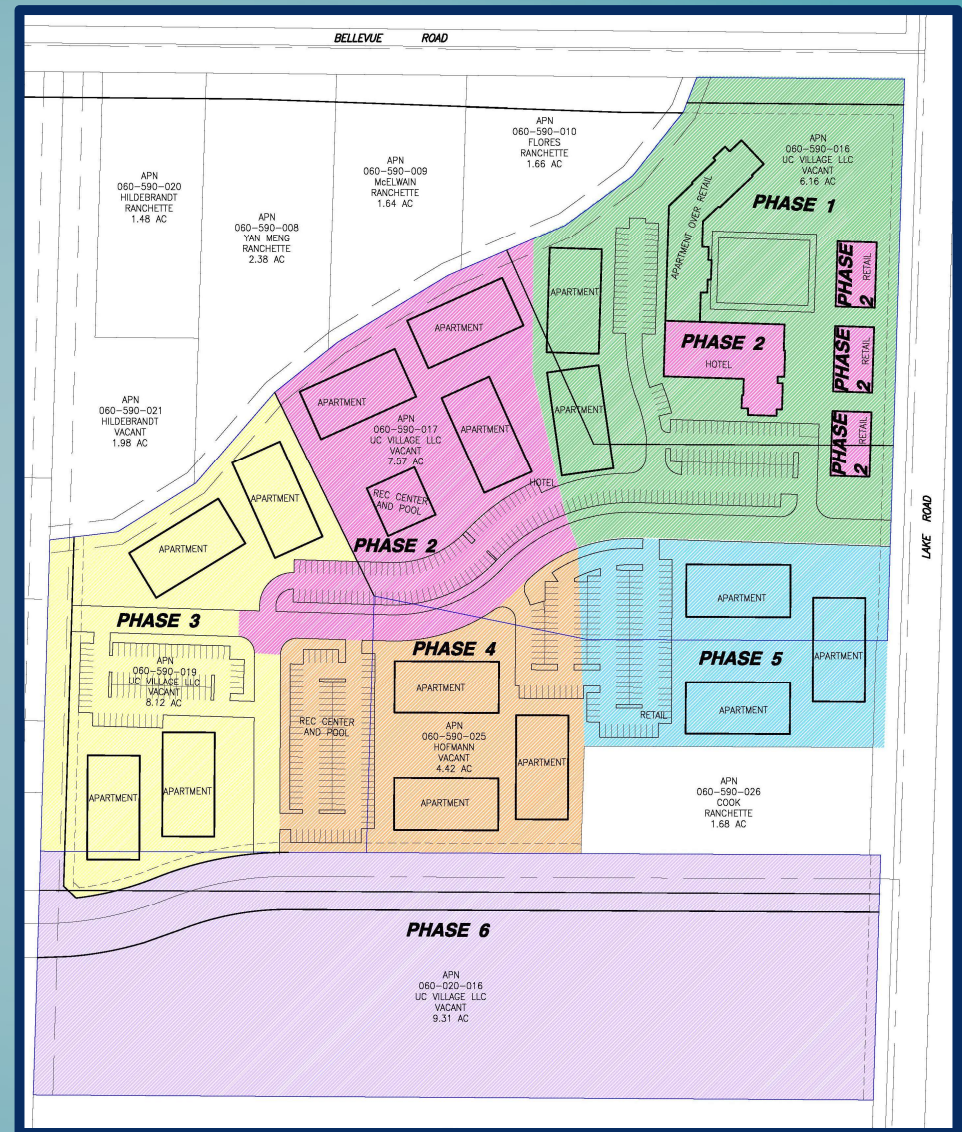 BELLEVUE ROAD
APN
060-590-010
FLORES
RANCHETTE
1.66 AC
APN
060-590-016
UC VILLAGE LLC
VACANT
6.16 AC
PHASE 1
APN
060-590-009
McELWAIN
RANCHETTE
1.64 AC
APN
060-590-020
HILDEBRANDT
RANCHETTE
1.48 AC
APN
060-590-008
YAN MENG
RANCHETTE
2.38 AC
APARTMENT OVER RETAIL
PHASE 2
RETAIL
APARTMENT
APARTMENT
PHASE 2
HOTEL
PHASE 2
RETAIL
APN
060-590-021
HILDEBRANDT
VACANT
1.98 AC
APARTMENT
APN
060-590-017
UC VILLAGE LLC
VACANT
7.57 AC
APARTMENT
APARTMENT
PHASE 2
RETAIL
HOTEL
REC CENTER
AND POOL
APARTMENT
APARTMENT
PHASE 2
LAKE ROAD
PHASE 3
APARTMENT
PHASE 4
PHASE 5
APARTMENT
APN
060-590-019
UC VILLAGE LLC
VACANT
8.12 AC
APARTMENT
REC CENTER
AND POOL
APN
060-590-025
HOFMANN
VACANT
4.42 AC
RETAIL
APARTMENT
APARTMENT
APARTMENT
APARTMENT
APARTMENT
APN
060-590-026
COOK
RANCHETTE
1.68 AC
PHASE 6
APN
060-020-016
UC VILLAGE LLC
VACANT
9.31 AC